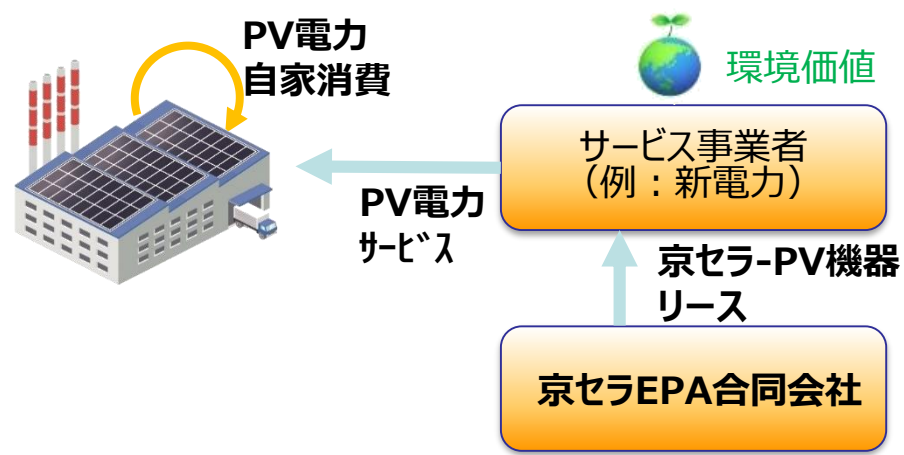 PV電力
自家消費
環境価値
サービス事業者
（例：新電力）
PV電力
ｻｰﾋﾞｽ
京セラ-PV機器
リース
京セラEPA合同会社